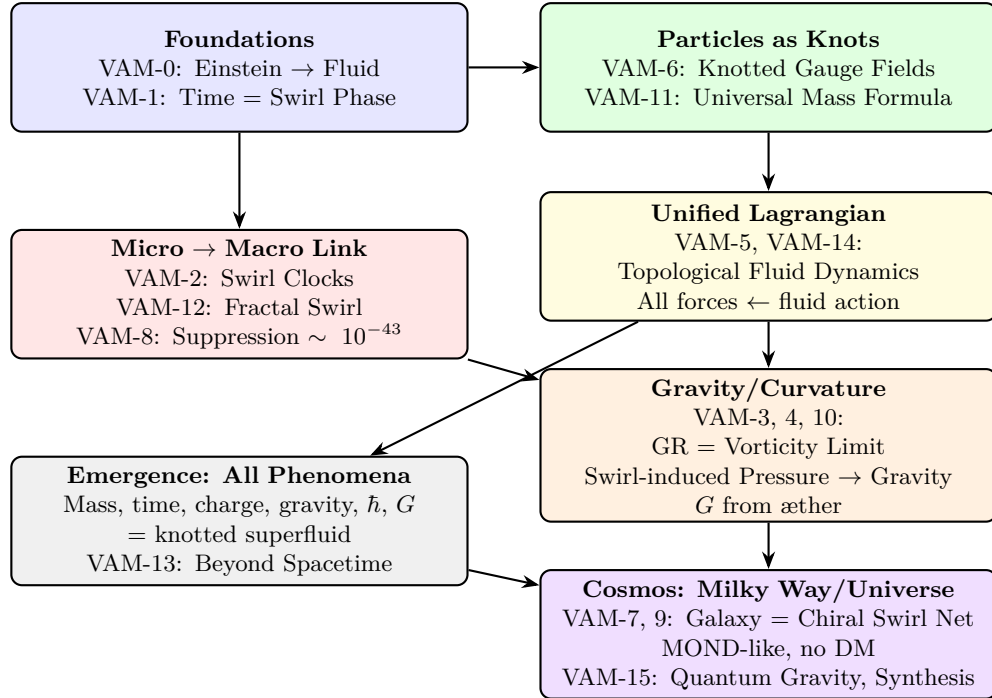 Foundations
VAM-0: Einstein → Fluid
VAM-1: Time = Swirl Phase
Particles as Knots
VAM-6: Knotted Gauge Fields
VAM-11: Universal Mass Formula
Micro → Macro Link
VAM-2: Swirl Clocks
VAM-12: Fractal Swirl
VAM-8: Suppression ∼ 10⁻⁴³
Unified Lagrangian
VAM-5, VAM-14:
Topological Fluid Dynamics
All forces ← fluid action
Gravity/Curvature
VAM-3, 4, 10:
GR = Vorticity Limit
Swirl-induced Pressure → Gravity
G from æther
Emergence: All Phenomena
Mass, time, charge, gravity, ℏ, G
= knotted superfluid
VAM-13: Beyond Spacetime
Cosmos: Milky Way/Universe
VAM-7, 9: Galaxy = Chiral Swirl Net
MOND-like, no DM
VAM-15: Quantum Gravity, Synthesis